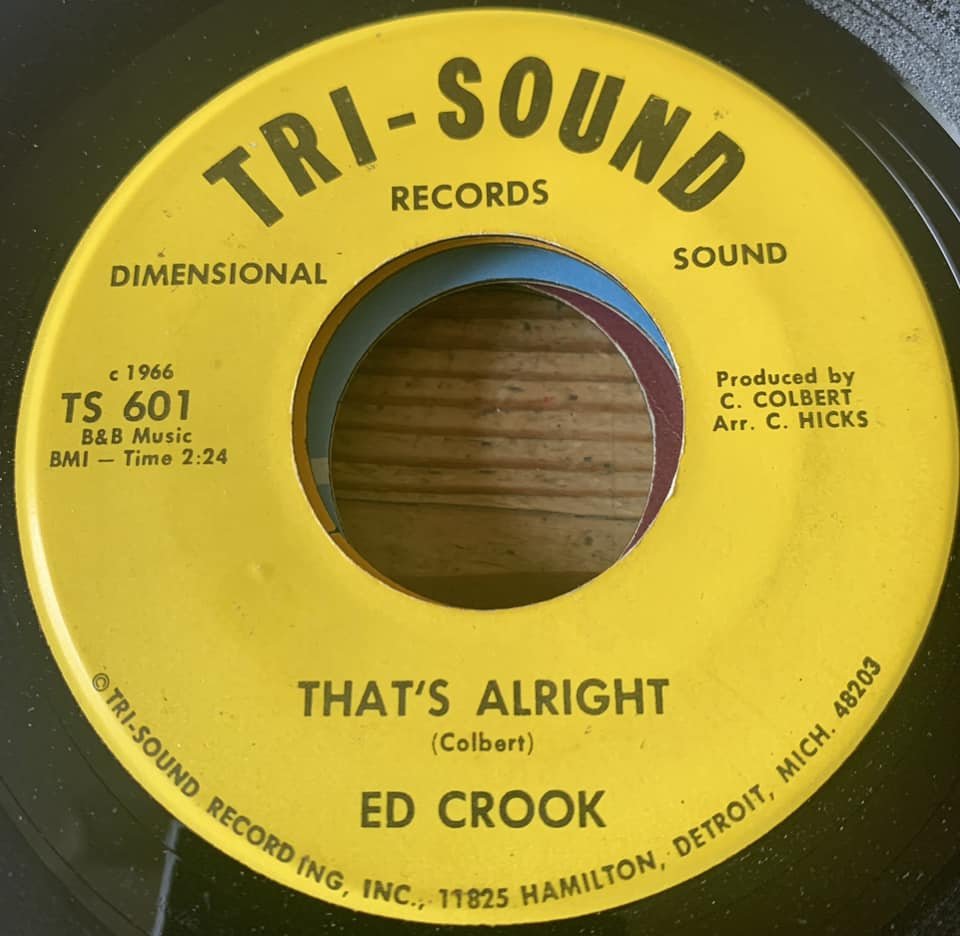 TRI-SOUND
RECORDS
DIMENSIONAL SOUND
c 1966
TS 601
B&B Music
BMI — Time 2:24
Produced by
C. COLBERT
Arr. C. HICKS
THAT'S ALRIGHT
(Colbert)
ED CROOK
© TRI-SOUND RECORDING, INC., 11825 HAMILTON, DETROIT, MICH. 48203